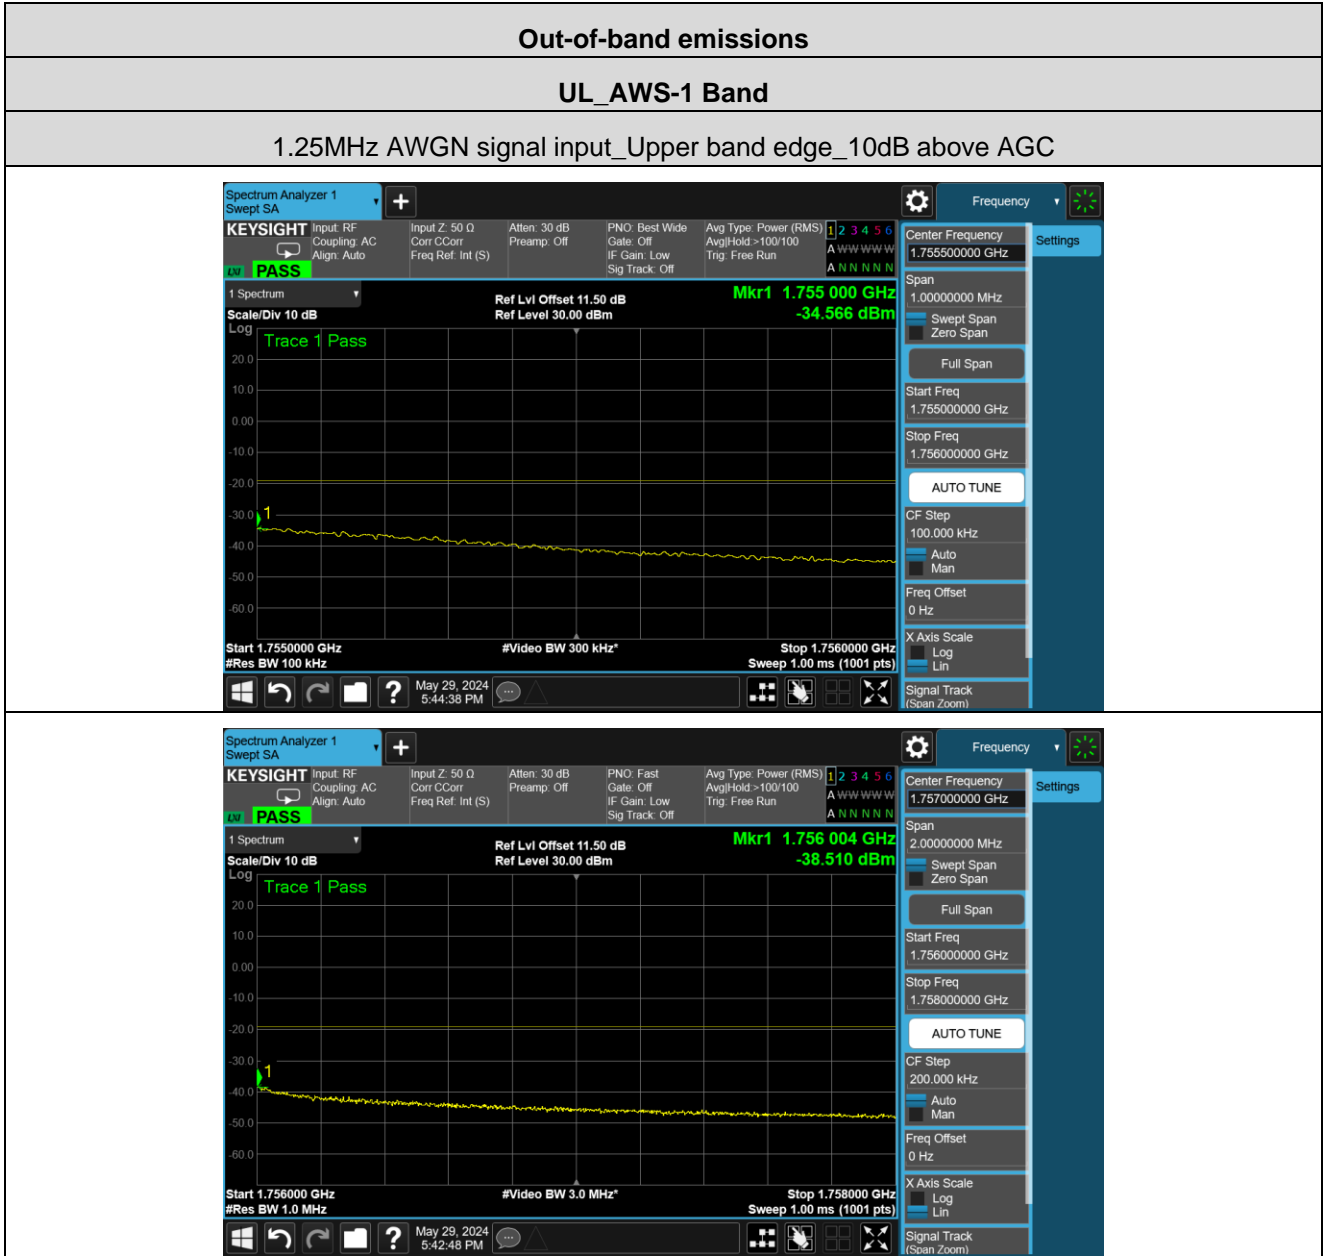 Out-of-band emissions
UL_AWS-1 Band
1.25MHz AWGN signal input_Upper band edge_10dB above AGC
Spectrum Analyzer 1
Swept SA
+
Frequency
KEYSIGHT
Input: RF
Coupling: AC
Align: Auto
Input Z: 50 Ω
Corr CCorr
Freq Ref: Int (S)
Atten: 30 dB
Preamp: Off
PNO: Best Wide
Gate: Off
IF Gain: Low
Sig Track: Off
Avg Type: Power (RMS)
Avg|Hold:>100/100
Trig: Free Run
1 2 3 4 5 6
A W W W W W
A N N N N N
LXI
PASS
Center Frequency
1.755500000 GHz
Settings
1 Spectrum
Scale/Div 10 dB
Ref Lvl Offset 11.50 dB
Ref Level 30.00 dBm
Mkr1 1.755 000 GHz
-34.566 dBm
Span
1.00000000 MHz
Swept Span
Zero Span
Log
Trace 1 Pass
20.0
10.0
0.00
-10.0
-20.0
-30.0
-40.0
-50.0
-60.0
1
Full Span
Start Freq
1.755000000 GHz
Stop Freq
1.756000000 GHz
AUTO TUNE
CF Step
100.000 kHz
Auto
Man
Freq Offset
0 Hz
X Axis Scale
Log
Lin
Signal Track
(Span Zoom)
Start 1.7550000 GHz
#Res BW 100 kHz
#Video BW 300 kHz*
Stop 1.7560000 GHz
Sweep 1.00 ms (1001 pts)
?
May 29, 2024
5:44:38 PM
Spectrum Analyzer 1
Swept SA
+
Frequency
KEYSIGHT
Input: RF
Coupling: AC
Align: Auto
Input Z: 50 Ω
Corr CCorr
Freq Ref: Int (S)
Atten: 30 dB
Preamp: Off
PNO: Fast
Gate: Off
IF Gain: Low
Sig Track: Off
Avg Type: Power (RMS)
Avg|Hold:>100/100
Trig: Free Run
1 2 3 4 5 6
A W W W W W
A N N N N N
LXI
PASS
Center Frequency
1.757000000 GHz
Settings
1 Spectrum
Scale/Div 10 dB
Ref Lvl Offset 11.50 dB
Ref Level 30.00 dBm
Mkr1 1.756 004 GHz
-38.510 dBm
Span
2.00000000 MHz
Swept Span
Zero Span
Log
Trace 1 Pass
20.0
10.0
0.00
-10.0
-20.0
-30.0
-40.0
-50.0
-60.0
1
Full Span
Start Freq
1.756000000 GHz
Stop Freq
1.758000000 GHz
AUTO TUNE
CF Step
200.000 kHz
Auto
Man
Freq Offset
0 Hz
X Axis Scale
Log
Lin
Signal Track
(Span Zoom)
Start 1.756000 GHz
#Res BW 1.0 MHz
#Video BW 3.0 MHz*
Stop 1.758000 GHz
Sweep 1.00 ms (1001 pts)
?
May 29, 2024
5:42:48 PM